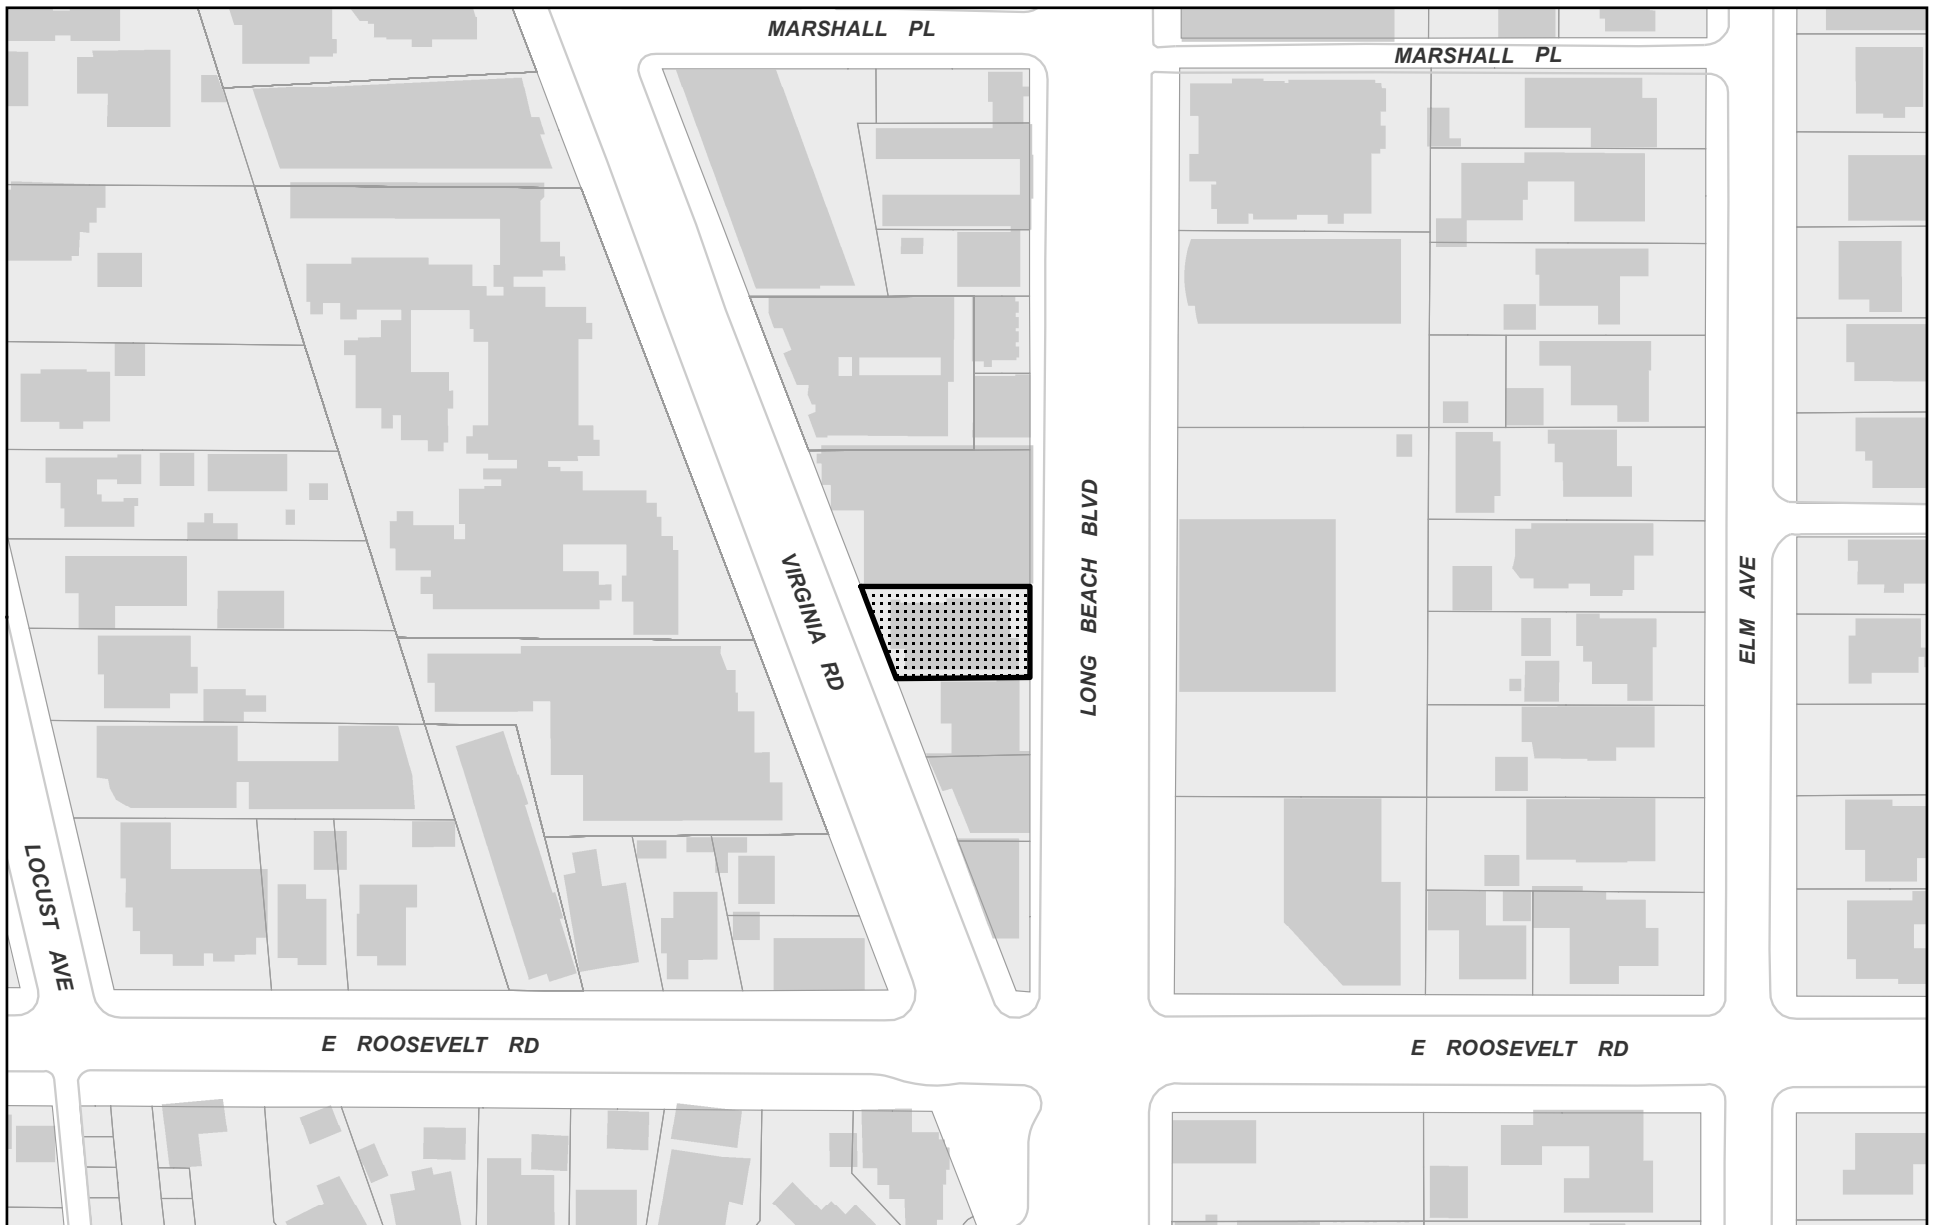 MARSHALL PL
MARSHALL PL
LONG BEACH BLVD
VIRGINIA RD
ELM AVE
LOCUST AVE
E ROOSEVELT RD
E ROOSEVELT RD